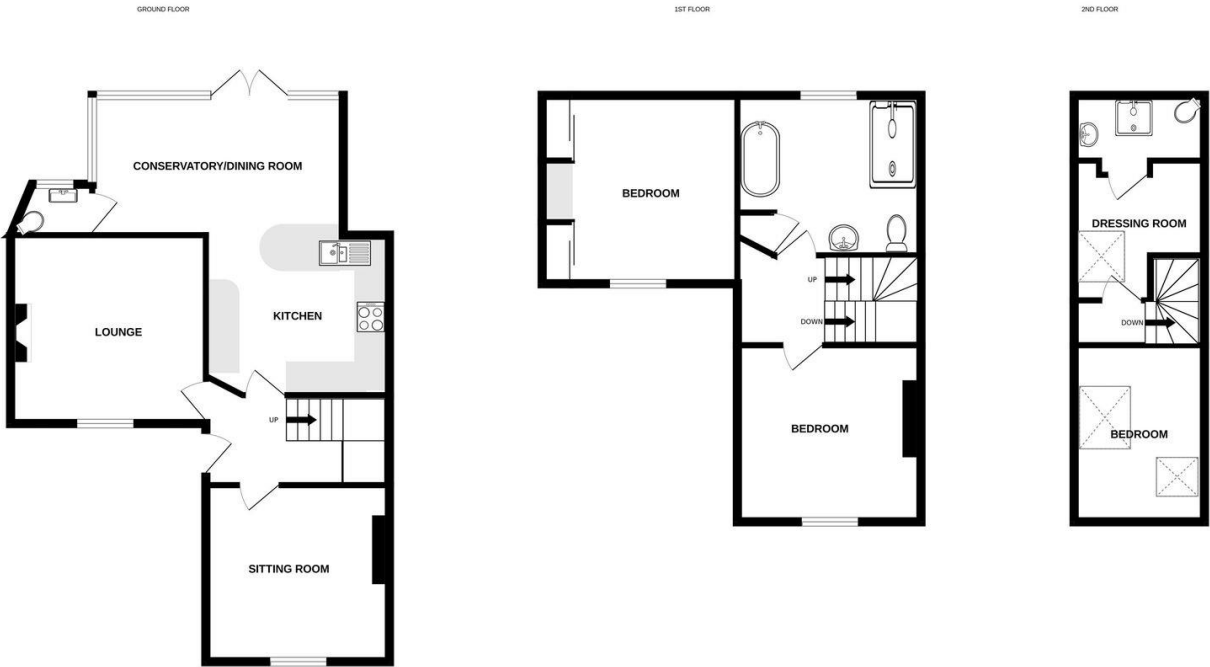 GROUND FLOOR
CONSERVATORY/DINING ROOM
LOUNGE
KITCHEN
UP
SITTING ROOM
1ST FLOOR
BEDROOM
UP
DOWN
BEDROOM
2ND FLOOR
DRESSING ROOM
DOWN
BEDROOM